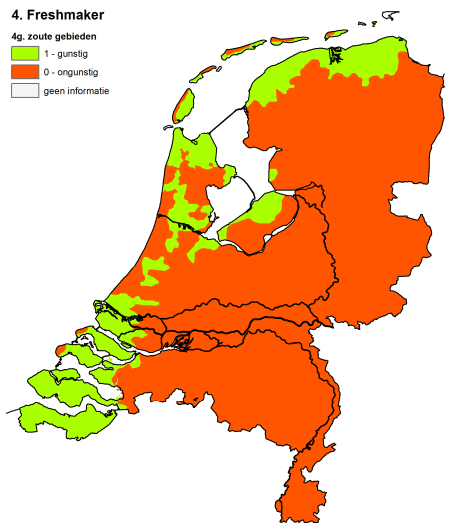 4. Freshmaker
4g. zoute gebieden
1 - gunstig
0 - ongunstig
geen informatie